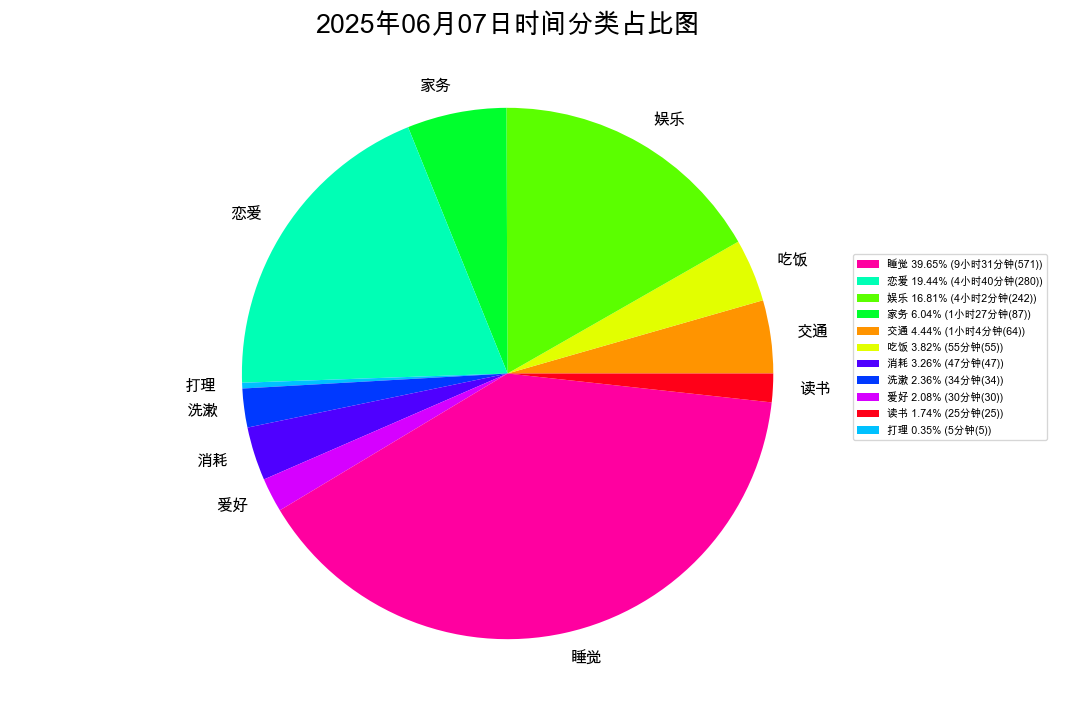 2025年06月07日时间分类占比图
家务
娱乐
恋爱
吃饭
交通
打理
读书
洗漱
消耗
爱好
睡觉
睡觉 39.65% (9小时31分钟(571))
恋爱 19.44% (4小时40分钟(280))
娱乐 16.81% (4小时2分钟(242))
家务 6.04% (1小时27分钟(87))
交通 4.44% (1小时4分钟(64))
吃饭 3.82% (55分钟(55))
消耗 3.26% (47分钟(47))
洗漱 2.36% (34分钟(34))
爱好 2.08% (30分钟(30))
读书 1.74% (25分钟(25))
打理 0.35% (5分钟(5))